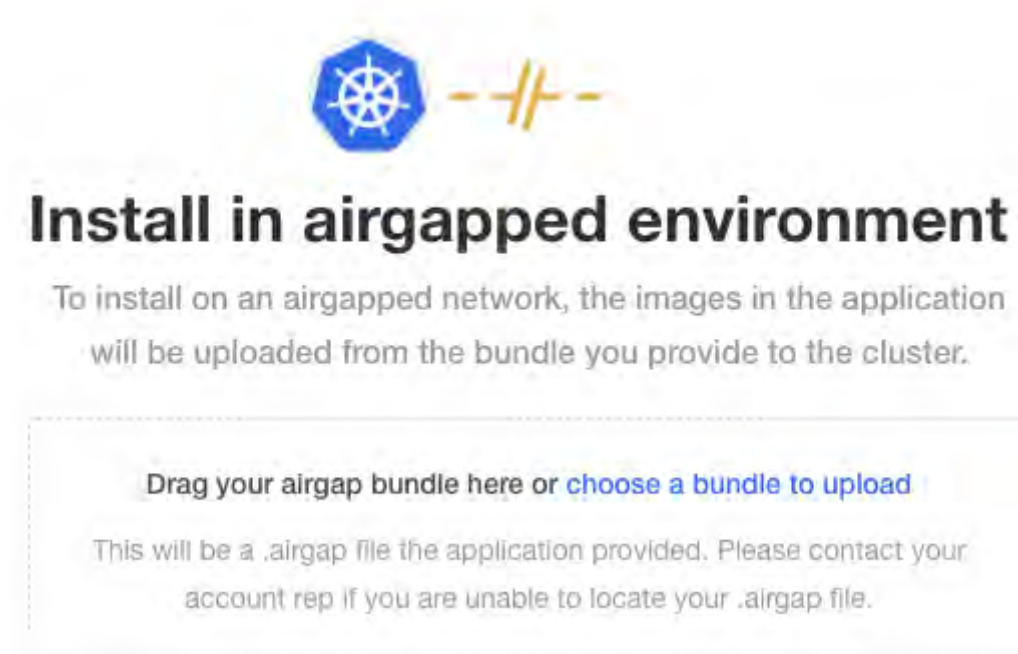 Install in airgapped environment
To install on an airgapped network, the images in the application
will be uploaded from the bundle you provide to the cluster.
Drag your airgap bundle here or choose a bundle to upload
This will be a .airgap file the application provided. Please contact your
account rep if you are unable to locate your .airgap file.